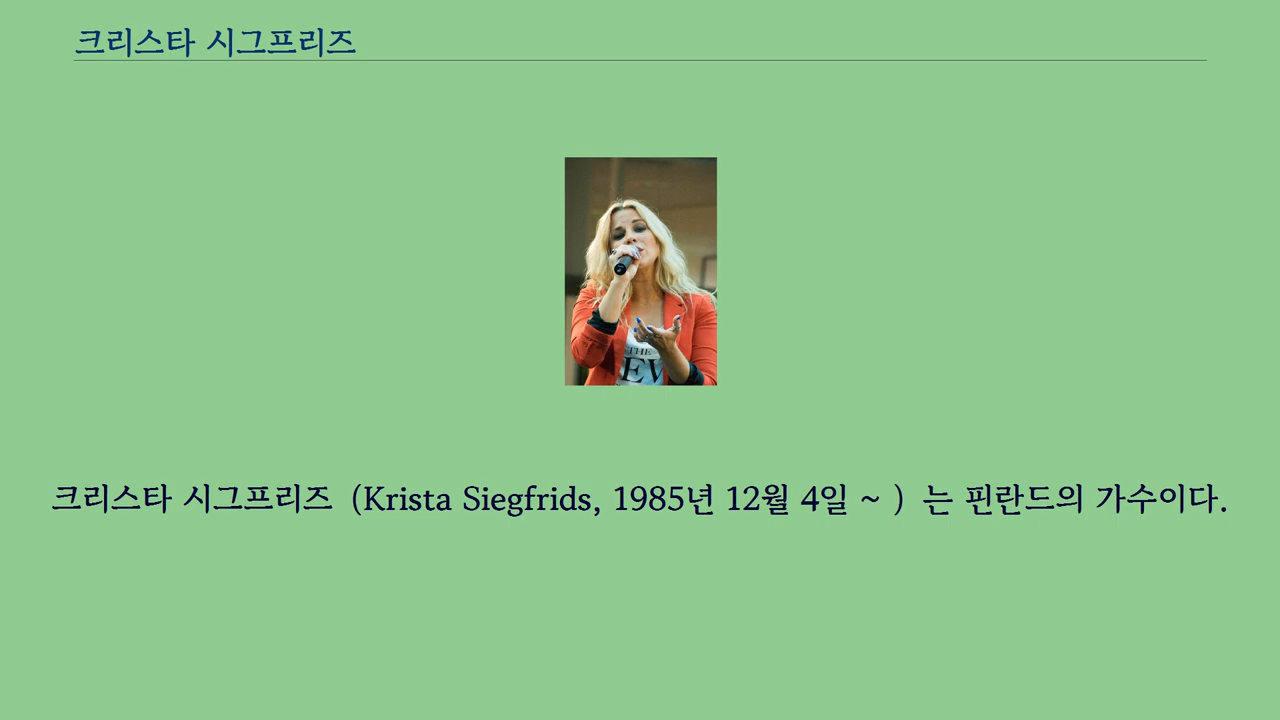 크리스타 시그프리즈
THE
EW
크리스타 시그프리즈 (Krista Siegfrids, 1985년 12월 4일 ~ ) 는 핀란드의 가수이다.